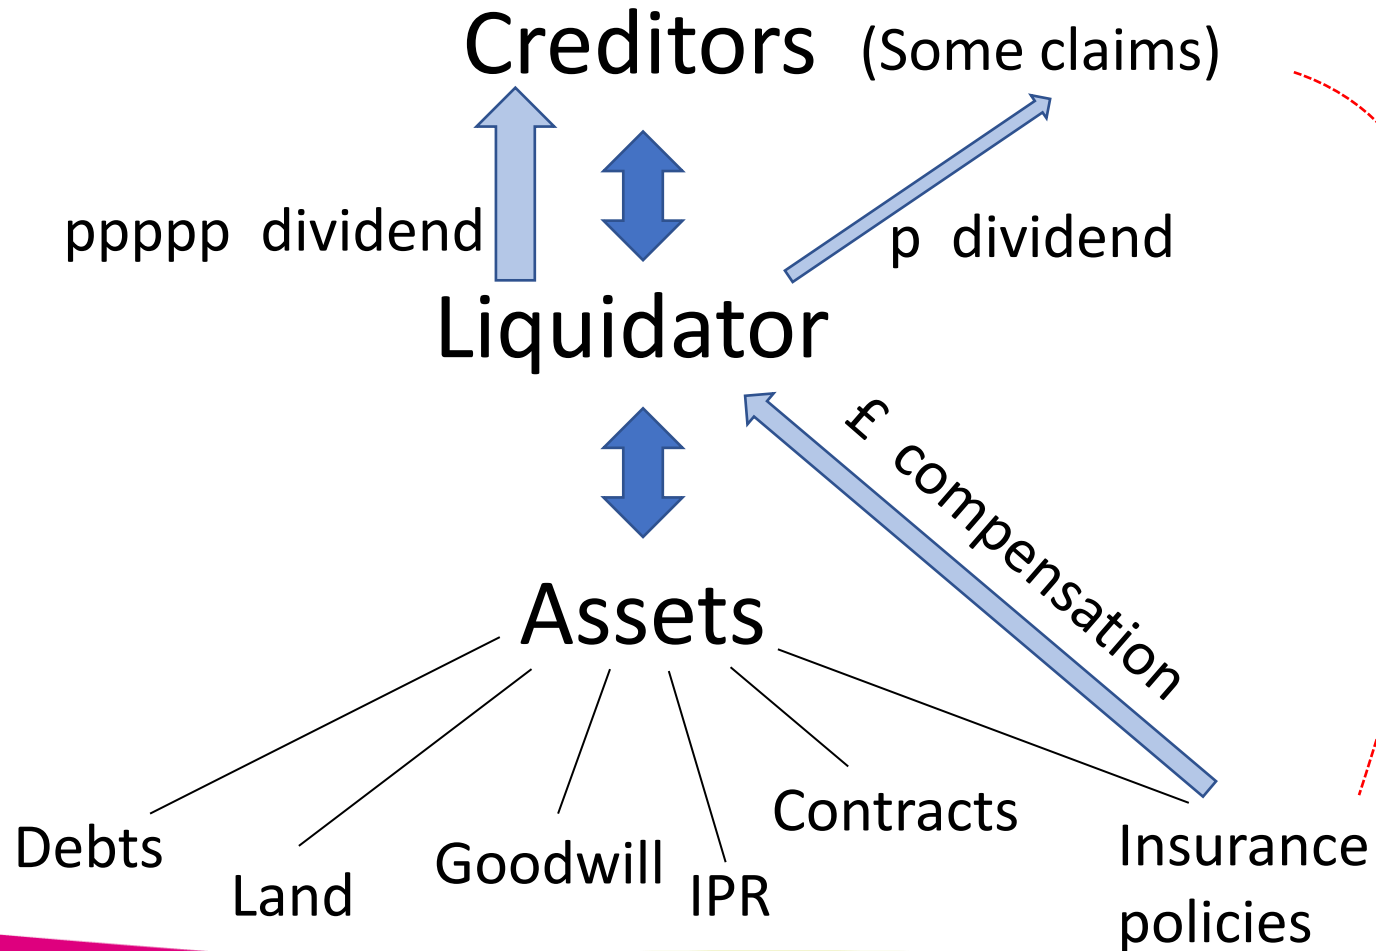 Creditors (Some claims)
ppppp dividend
p dividend
Liquidator
£ compensation
Assets
Debts
Land
Goodwill
IPR
Contracts
Insurance
policies